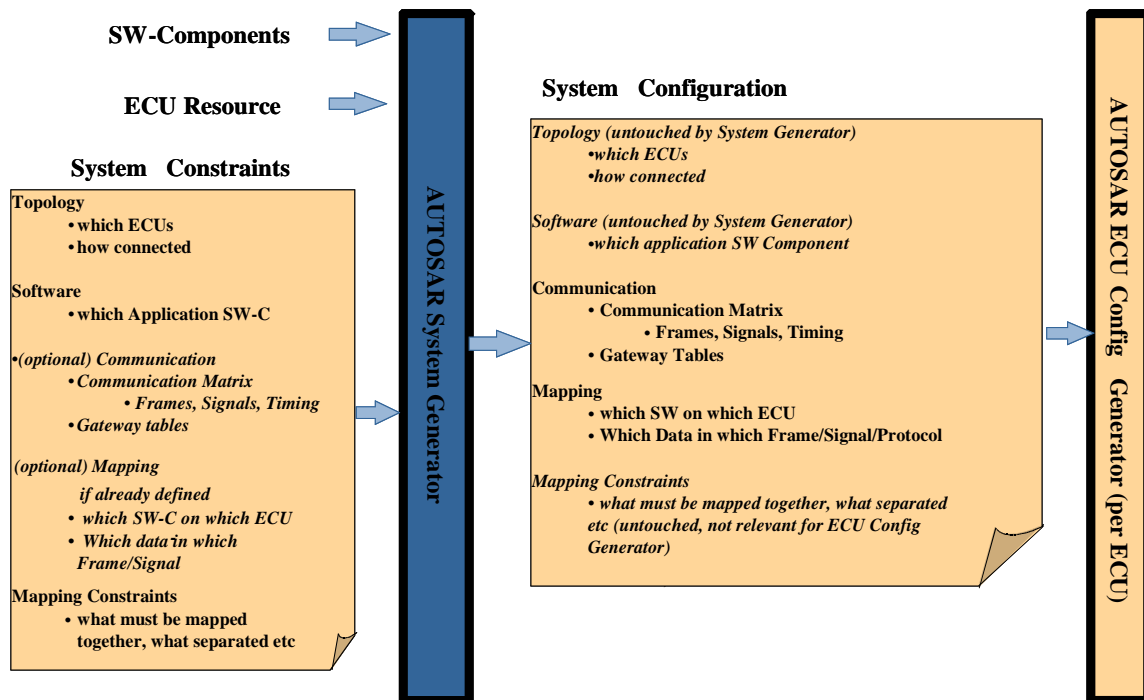 SW-Components
ECU Resource
System Constraints
Topology
• which ECUs
• how connected
Software
• which Application SW-C
•(optional) Communication
• Communication Matrix
• Frames, Signals, Timing
• Gateway tables
(optional) Mapping
if already defined
• which SW-C on which ECU
• Which data in which
Frame/Signal
Mapping Constraints
• what must be mapped
together, what separated etc
AUTOSAR System Generator
System Configuration
Topology (untouched by System Generator)
•which ECUs
•how connected
Software (untouched by System Generator)
•which application SW Component
Communication
• Communication Matrix
• Frames, Signals, Timing
• Gateway Tables
Mapping
• which SW on which ECU
• Which Data in which Frame/Signal/Protocol
Mapping Constraints
• what must be mapped together, what separated
etc (untouched, not relevant for ECU Config
Generator)
AUTOSAR ECU Config Generator (per ECU)